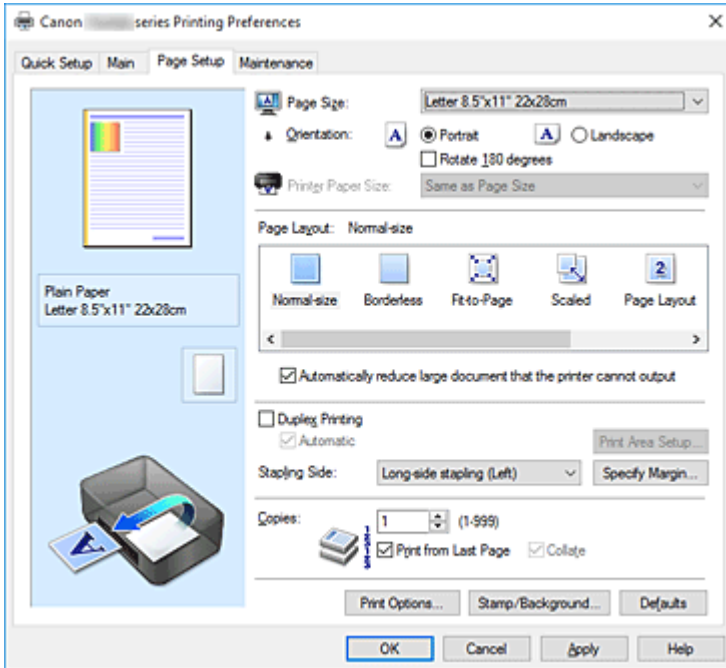 Canon series Printing Preferences
Quick Setup Main Page Setup Maintenance
Page Size: Letter 8.5"x11" 22x28cm
Orientation: A Portrait A Landscape
Rotate 180 degrees
Printer Paper Size: Same as Page Size
Page Layout: Normal-size
2
Normal-size Borderless Fit-to-Page Scaled Page Layout
Plain Paper
Letter 8.5"x11" 22x28cm
Automatically reduce large document that the printer cannot output
Duplex Printing
Automatic Print Area Setup...
Stapling Side: Long-side stapling (Left) Specify Margin...
A
Copies: 1 (1-999)
Print from Last Page Collate
Print Options... Stamp/Background... Defaults
OK Cancel Apply Help